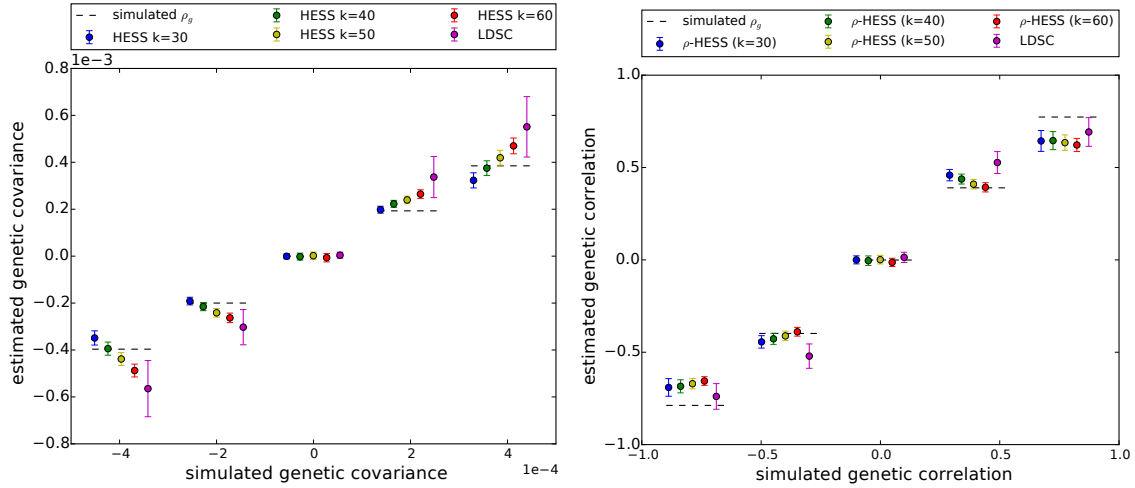 simulated ρg HESS k=40 HESS k=60
HESS k=30 HESS k=50 LDSC
1e−3
0.8
0.6
0.4
0.2
0.0
−0.2
−0.4
−0.6
−0.8
estimated genetic covariance
−4 −2 0 2 4
simulated genetic covariance 1e−4
simulated ρg ρ-HESS (k=40) ρ-HESS (k=60)
ρ-HESS (k=30) ρ-HESS (k=50) LDSC
1.0
0.5
0.0
−0.5
−1.0
estimated genetic correlation
−1.0 −0.5 0.0 0.5 1.0
simulated genetic correlation